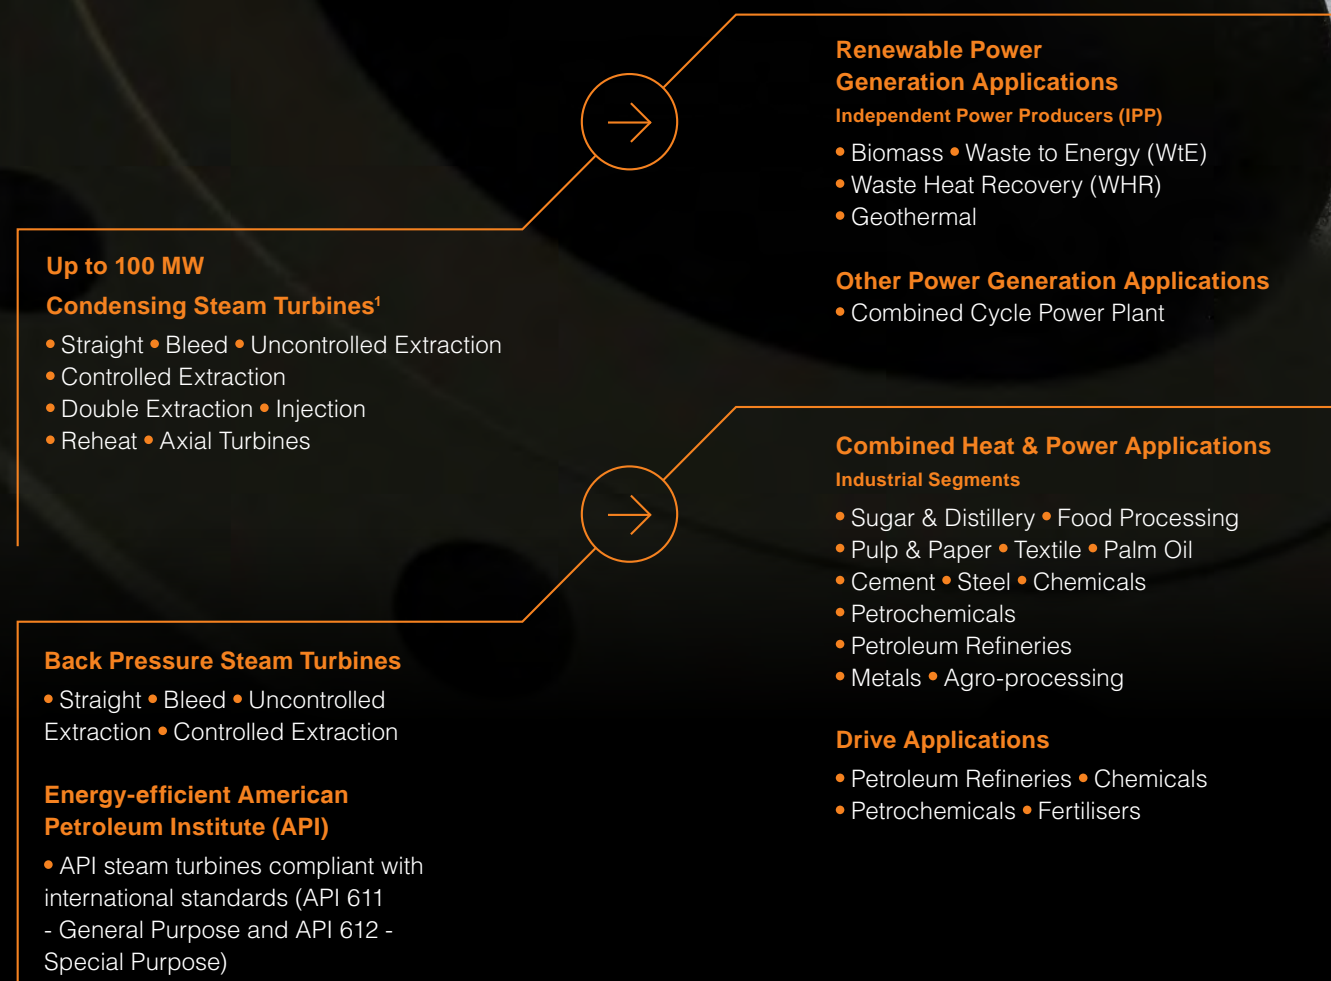 Up to 100 MW
Condensing Steam Turbines¹
• Straight • Bleed • Uncontrolled Extraction
• Controlled Extraction
• Double Extraction • Injection
• Reheat • Axial Turbines
Renewable Power
Generation Applications
Independent Power Producers (IPP)
• Biomass • Waste to Energy (WtE)
• Waste Heat Recovery (WHR)
• Geothermal
Other Power Generation Applications
• Combined Cycle Power Plant
Back Pressure Steam Turbines
• Straight • Bleed • Uncontrolled
Extraction • Controlled Extraction
Energy-efficient American
Petroleum Institute (API)
• API steam turbines compliant with
international standards (API 611
- General Purpose and API 612 -
Special Purpose)
Combined Heat & Power Applications
Industrial Segments
• Sugar & Distillery • Food Processing
• Pulp & Paper • Textile • Palm Oil
• Cement • Steel • Chemicals
• Petrochemicals
• Petroleum Refineries
• Metals • Agro-processing
Drive Applications
• Petroleum Refineries • Chemicals
• Petrochemicals • Fertilisers